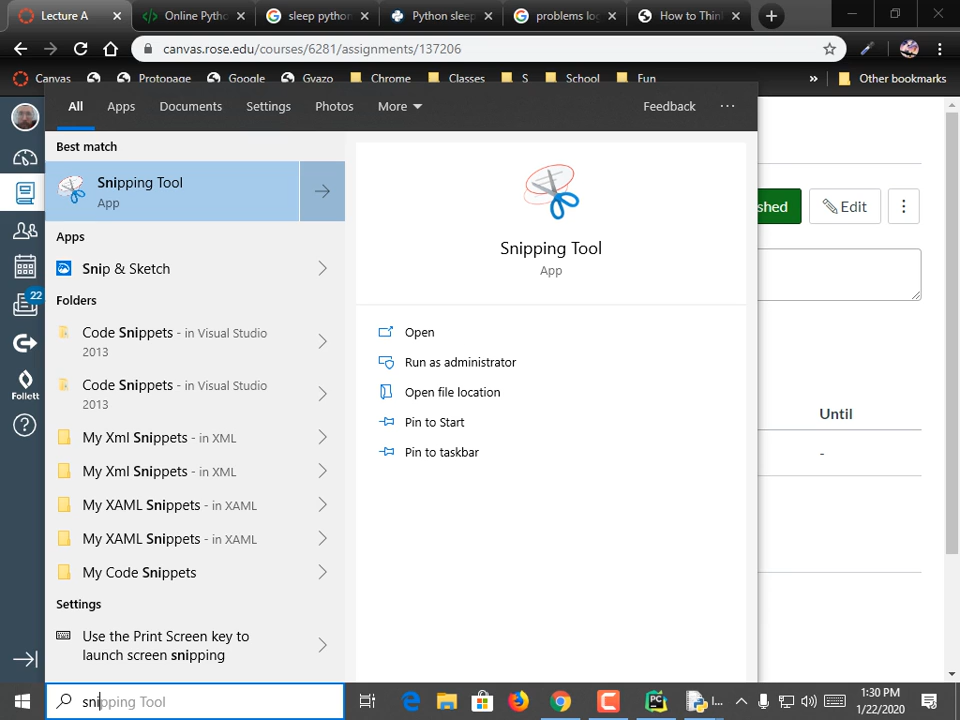 Lecture A
Online Pytho
sleep python
Python sleep
problems lo
How to Thin
canvas.rose.edu/courses/6281/assignments/137206
Canvas
Protopage
Google
Gyazo
Chrome
Classes
S
School
Fun
»
Other bookmarks
All
Apps
Documents
Settings
Photos
More
Feedback
Best match
Snipping Tool
App
Apps
Snip & Sketch
Folders
Code Snippets - in Visual Studio
2013
Code Snippets - in Visual Studio
2013
My Xml Snippets - in XML
My Xml Snippets - in XML
My XAML Snippets - in XAML
My XAML Snippets - in XAML
My Code Snippets
Settings
Use the Print Screen key to
launch screen snipping
Snipping Tool
App
Open
Run as administrator
Open file location
Pin to Start
Pin to taskbar
shed
Edit
Until
-
22
Follett
snipping Tool
PC
I...
1:30 PM
1/22/2020